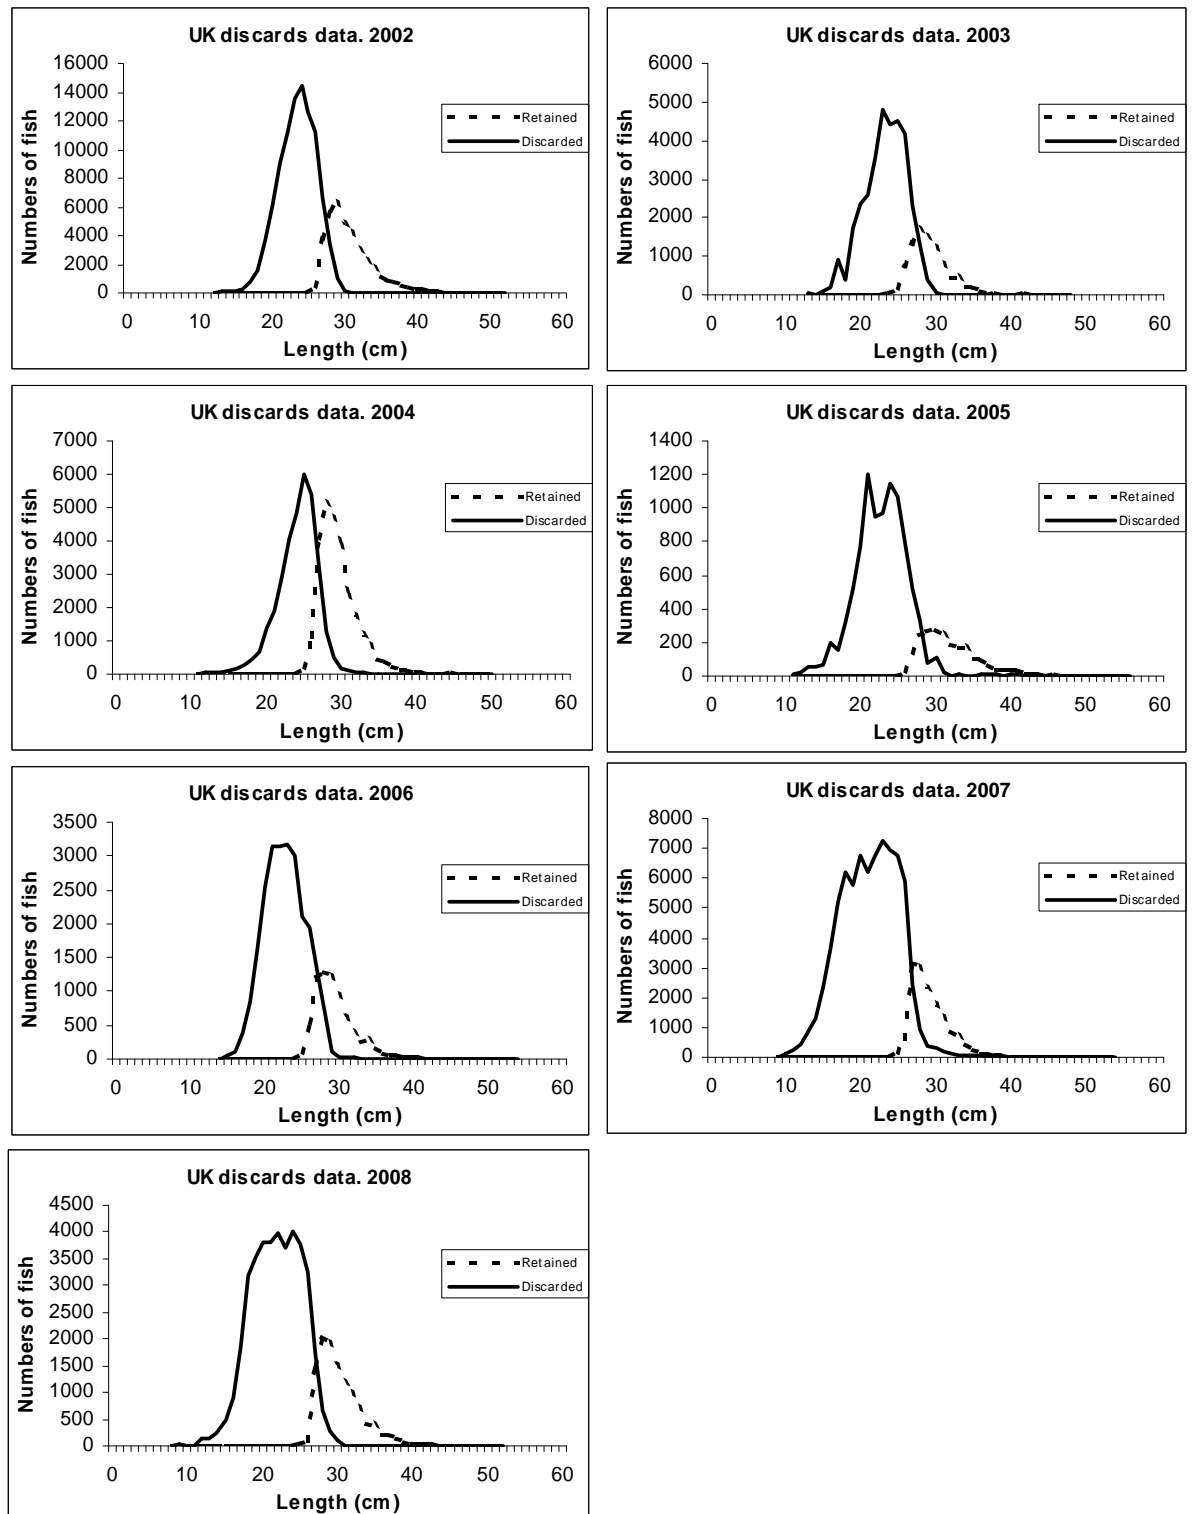 UK discards data. 2002
16000
14000
12000
10000
8000
6000
4000
2000
0
Numbers of fish
Retained
Discarded
0 10 20 30 40 50 60
Length (cm)
UK discards data. 2003
6000
5000
4000
3000
2000
1000
0
Numbers of fish
Retained
Discarded
0 10 20 30 40 50 60
Length (cm)
UK discards data. 2004
7000
6000
5000
4000
3000
2000
1000
0
Numbers of fish
Retained
Discarded
0 10 20 30 40 50 60
Length (cm)
UK discards data. 2005
1400
1200
1000
800
600
400
200
0
Numbers of fish
Retained
Discarded
0 10 20 30 40 50 60
Length (cm)
UK discards data. 2006
3500
3000
2500
2000
1500
1000
500
0
Numbers of fish
Retained
Discarded
0 10 20 30 40 50 60
Length (cm)
UK discards data. 2007
8000
7000
6000
5000
4000
3000
2000
1000
0
Numbers of fish
Retained
Discarded
0 10 20 30 40 50 60
Length (cm)
UK discards data. 2008
4500
4000
3500
3000
2500
2000
1500
1000
500
0
Numbers of fish
Retained
Discarded
0 10 20 30 40 50 60
Length (cm)